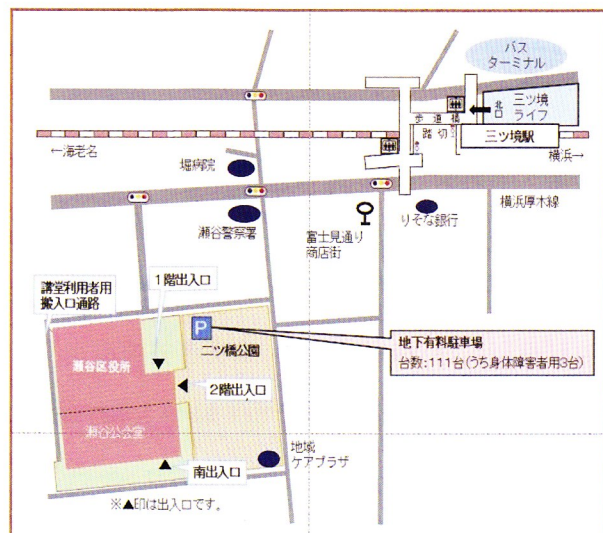 バス
ターミナル
三ツ境
ライフ
北口
歩道橋
踏切
三ツ境駅
←海老名
横浜→
堀病院
横浜厚木線
瀬谷警察署
富士見通り
商店街
りそな銀行
講堂利用者用
搬入口通路
1階出入口
P
二ツ橋公園
地下有料駐車場
台数:111台(うち身体障害者用3台)
瀬谷区役所
2階出入口
瀬谷公会堂
地域
ケアプラザ
南出入口
※▲印は出入口です。